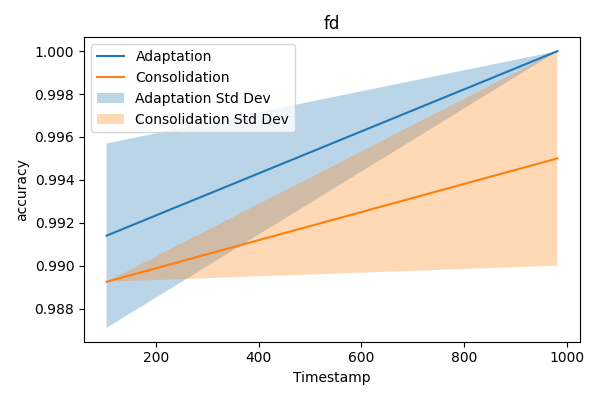 fd
Adaptation
Consolidation
Adaptation Std Dev
Consolidation Std Dev
accuracy
1.000
0.998
0.996
0.994
0.992
0.990
0.988
200 400 600 800 1000
Timestamp